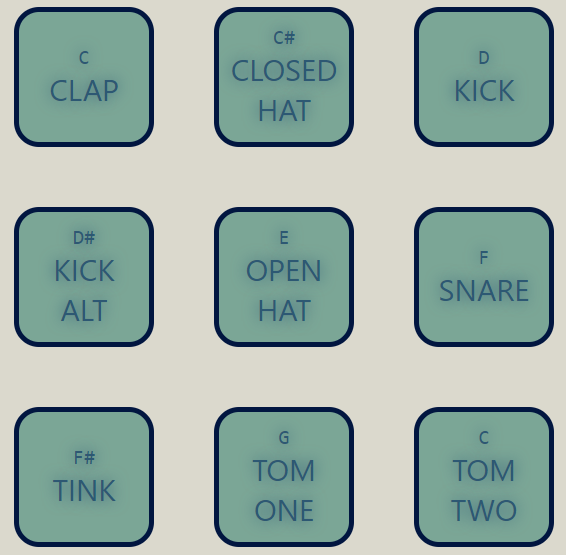 C
CLAP
C#
CLOSED
HAT
D
KICK
D#
KICK
ALT
E
OPEN
HAT
F
SNARE
F#
TINK
G
TOM
ONE
C
TOM
TWO